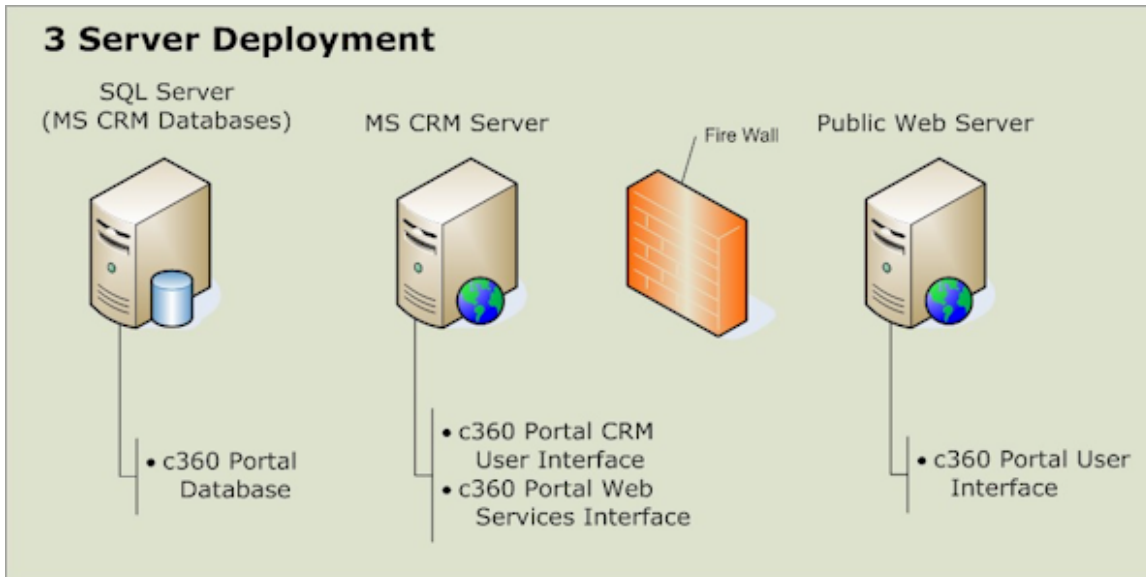 3 Server Deployment
SQL Server
(MS CRM Databases)
MS CRM Server
Fire Wall
Public Web Server
• c360 Portal
Database
• c360 Portal CRM
User Interface
• c360 Portal Web
Services Interface
• c360 Portal User
Interface